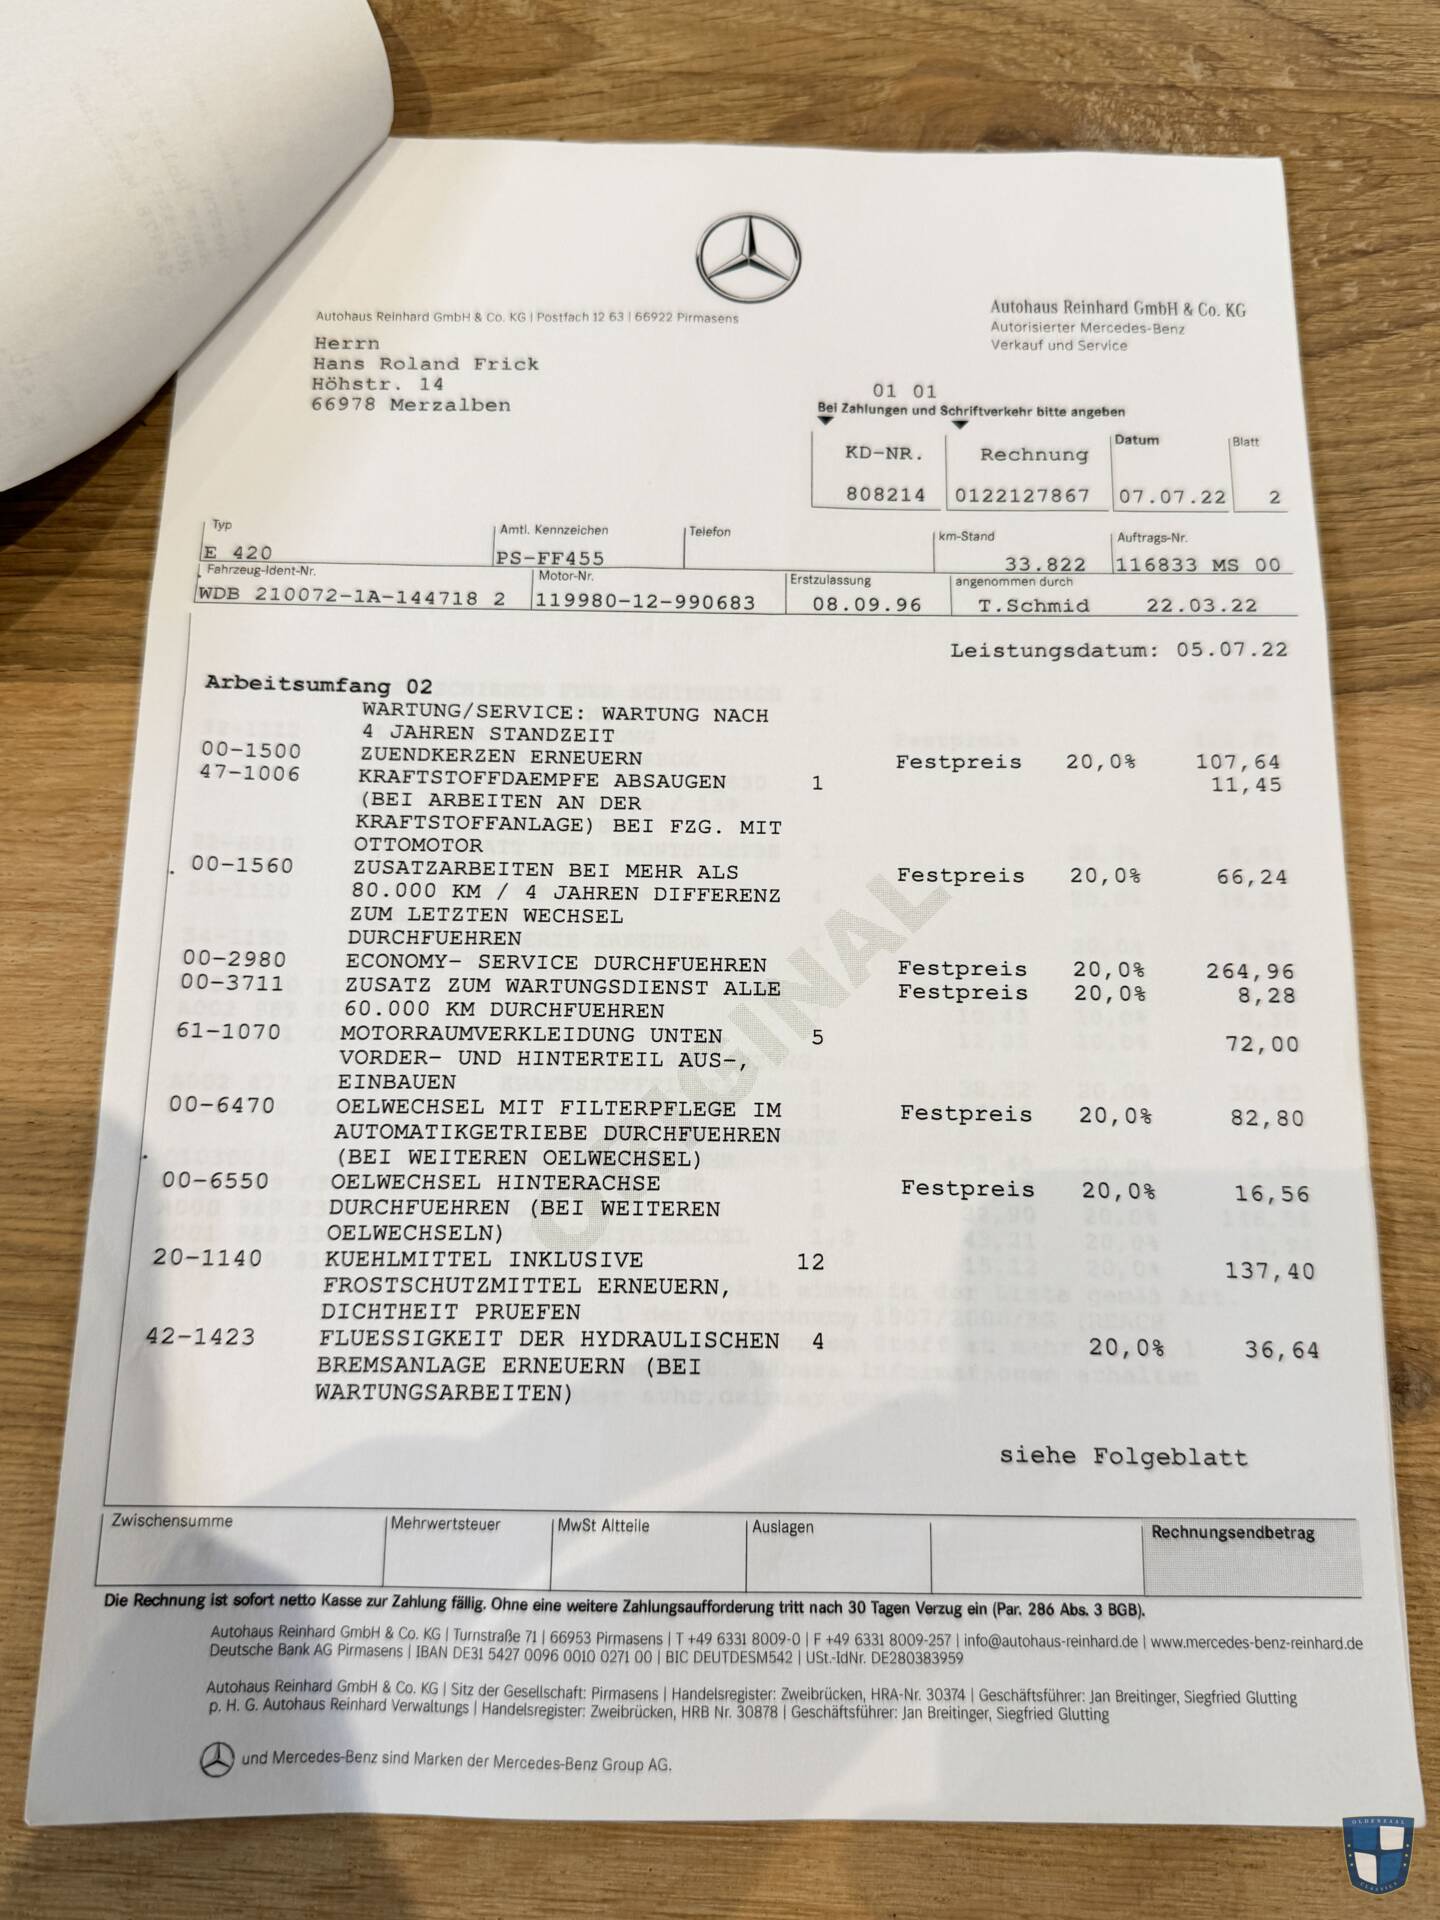 Autohaus Reinhard GmbH & Co. KG | Postfach 12 63 | 66922 Pirmasens
Autohaus Reinhard GmbH & Co. KG
Autorisierter Mercedes-Benz
Verkauf und Service
Herrn
Hans Roland Frick
Höhstr. 14
66978 Merzalben
01 01
Bei Zahlungen und Schriftverkehr bitte angeben
KD-NR. Rechnung Datum Blatt
808214 0122127867 07.07.22 2
Typ Amtl. Kennzeichen Telefon km-Stand Auftrags-Nr.
E 420 PS-FF455 33.822 116833 MS 00
Fahrzeug-Ident-Nr. Motor-Nr. Erstzulassung angenommen durch
WDB 210072-1A-144718 2 119980-12-990683 08.09.96 T.Schmid 22.03.22
Leistungsdatum: 05.07.22
Arbeitsumfang 02
WARTUNG/SERVICE: WARTUNG NACH
4 JAHREN STANDZEIT
00-1500 ZUENDKERZEN ERNEUERN Festpreis 20,0% 107,64
47-1006 KRAFTSTOFFDAEMPFE ABSAUGEN 1 11,45
(BEI ARBEITEN AN DER
KRAFTSTOFFANLAGE) BEI FZG. MIT
OTTOMOTOR
00-1560 ZUSATZARBEITEN BEI MEHR ALS Festpreis 20,0% 66,24
80.000 KM / 4 JAHREN DIFFERENZ
ZUM LETZTEN WECHSEL
DURCHFUEHREN
00-2980 ECONOMY- SERVICE DURCHFUEHREN Festpreis 20,0% 264,96
00-3711 ZUSATZ ZUM WARTUNGSDIENST ALLE Festpreis 20,0% 8,28
60.000 KM DURCHFUEHREN
61-1070 MOTORRAUMVERKLEIDUNG UNTEN 5 72,00
VORDER- UND HINTERTEIL AUS-,
EINBAUEN
00-6470 OELWECHSEL MIT FILTERPFLEGE IM Festpreis 20,0% 82,80
AUTOMATIKGETRIEBE DURCHFUEHREN
(BEI WEITEREN OELWECHSEL)
00-6550 OELWECHSEL HINTERACHSE Festpreis 20,0% 16,56
DURCHFUEHREN (BEI WEITEREN
OELWECHSELN)
20-1140 KUEHLMITTEL INKLUSIVE 12 137,40
FROSTSCHUTZMITTEL ERNEUERN,
DICHTHEIT PRUEFEN
42-1423 FLUESSIGKEIT DER HYDRAULISCHEN 4 20,0% 36,64
BREMSANLAGE ERNEUERN (BEI
WARTUNGSARBEITEN)
ORIGINAL
siehe Folgeblatt
Zwischensumme Mehrwertsteuer MwSt Altteile Auslagen Rechnungsendbetrag
Die Rechnung ist sofort netto Kasse zur Zahlung fällig. Ohne eine weitere Zahlungsaufforderung tritt nach 30 Tagen Verzug ein (Par. 286 Abs. 3 BGB).
Autohaus Reinhard GmbH & Co. KG | Turnstraße 71 | 66953 Pirmasens | T +49 6331 8009-0 | F +49 6331 8009-257 | info@autohaus-reinhard.de | www.mercedes-benz-reinhard.de
Deutsche Bank AG Pirmasens | IBAN DE31 5427 0096 0010 0271 00 | BIC DEUTDESM542 | USt.-IdNr. DE280383959
Autohaus Reinhard GmbH & Co. KG | Sitz der Gesellschaft: Pirmasens | Handelsregister: Zweibrücken, HRA-Nr. 30374 | Geschäftsführer: Jan Breitinger, Siegfried Glutting
p. H. G. Autohaus Reinhard Verwaltungs | Handelsregister: Zweibrücken, HRB Nr. 30878 | Geschäftsführer: Jan Breitinger, Siegfried Glutting
und Mercedes-Benz sind Marken der Mercedes-Benz Group AG.
OLDENZAAL
CLASSICS